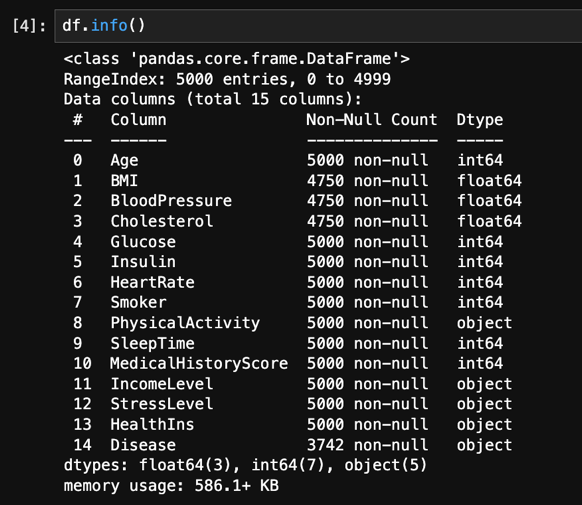 [4]: df.info()
<class 'pandas.core.frame.DataFrame'>
RangeIndex: 5000 entries, 0 to 4999
Data columns (total 15 columns):
 #   Column               Non-Null Count  Dtype
---  ------               --------------  -----
 0   Age                  5000 non-null   int64
 1   BMI                  4750 non-null   float64
 2   BloodPressure        4750 non-null   float64
 3   Cholesterol          4750 non-null   float64
 4   Glucose              5000 non-null   int64
 5   Insulin              5000 non-null   int64
 6   HeartRate            5000 non-null   int64
 7   Smoker               5000 non-null   int64
 8   PhysicalActivity     5000 non-null   object
 9   SleepTime            5000 non-null   int64
 10  MedicalHistoryScore  5000 non-null   int64
 11  IncomeLevel          5000 non-null   object
 12  StressLevel          5000 non-null   object
 13  HealthIns            5000 non-null   object
 14  Disease              3742 non-null   object
dtypes: float64(3), int64(7), object(5)
memory usage: 586.1+ KB